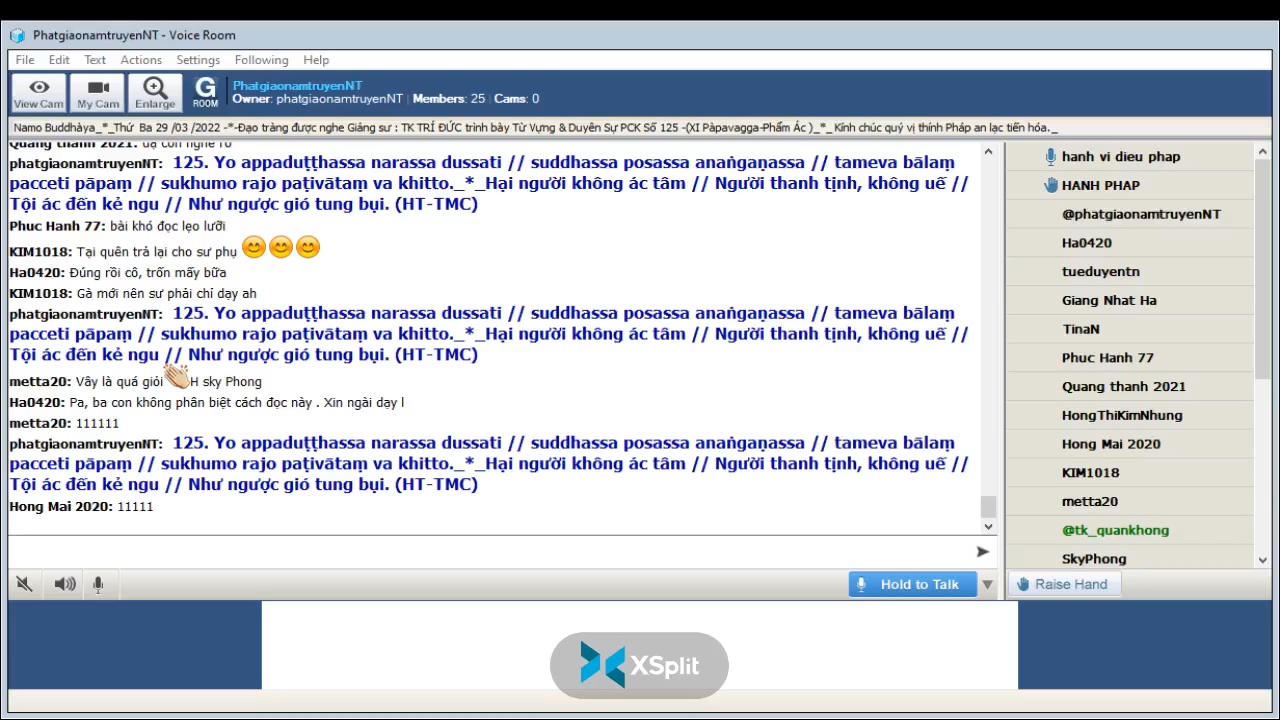 PhatgiaonamtruyenNT - Voice Room
File Edit Text Actions Settings Following Help
View Cam My Cam Enlarge G ROOM
PhatgiaonamtruyenNT
Owner: phatgiaonamtruyenNT | Members: 25 | Cams: 0
Namo Buddhàya_*_Thứ Ba 29 /03 /2022 -*-Đạo tràng được nghe Giảng sư : TK TRÍ ĐỨC trình bày Từ Vựng & Duyên Sự PCK Số 125 -(XI Pàpavagga-Phẩm Ác )_*_ Kính chúc quý vị thính Pháp an lạc tiến hóa._
Quang thanh 2021: dạ con nghe rõ
phatgiaonamtruyenNT: 125. Yo appaduṭṭhassa narassa dussati // suddhassa posassa anaṅgaṇassa // tameva bālaṃ
pacceti pāpaṃ // sukhumo rajo paṭivātaṃ va khitto._*_Hại người không ác tâm // Người thanh tịnh, không uế //
Tội ác đến kẻ ngu // Như ngược gió tung bụi. (HT-TMC)
Phuc Hanh 77: bài khó đọc lẹo lưỡi
KIM1018: Tại quên trả lại cho sư phụ 😊😊😊
Ha0420: Đúng rồi cô, trốn mấy bữa
KIM1018: Gà mới nên sư phải chỉ dạy ah
phatgiaonamtruyenNT: 125. Yo appaduṭṭhassa narassa dussati // suddhassa posassa anaṅgaṇassa // tameva bālaṃ
pacceti pāpaṃ // sukhumo rajo paṭivātaṃ va khitto._*_Hại người không ác tâm // Người thanh tịnh, không uế //
Tội ác đến kẻ ngu // Như ngược gió tung bụi. (HT-TMC)
metta20: Vây là quá giỏi 👏H sky Phong
Ha0420: Pa, ba con không phân biệt cách đọc này . Xin ngài dạy l
metta20: 111111
phatgiaonamtruyenNT: 125. Yo appaduṭṭhassa narassa dussati // suddhassa posassa anaṅgaṇassa // tameva bālaṃ
pacceti pāpaṃ // sukhumo rajo paṭivātaṃ va khitto._*_Hại người không ác tâm // Người thanh tịnh, không uế //
Tội ác đến kẻ ngu // Như ngược gió tung bụi. (HT-TMC)
Hong Mai 2020: 11111
hanh vi dieu phap
HANH PHAP
@phatgiaonamtruyenNT
Ha0420
tueduyentn
Giang Nhat Ha
TinaN
Phuc Hanh 77
Quang thanh 2021
HongThiKimNhung
Hong Mai 2020
KIM1018
metta20
@tk_quankhong
SkyPhong
Hold to Talk
Raise Hand
XSplit